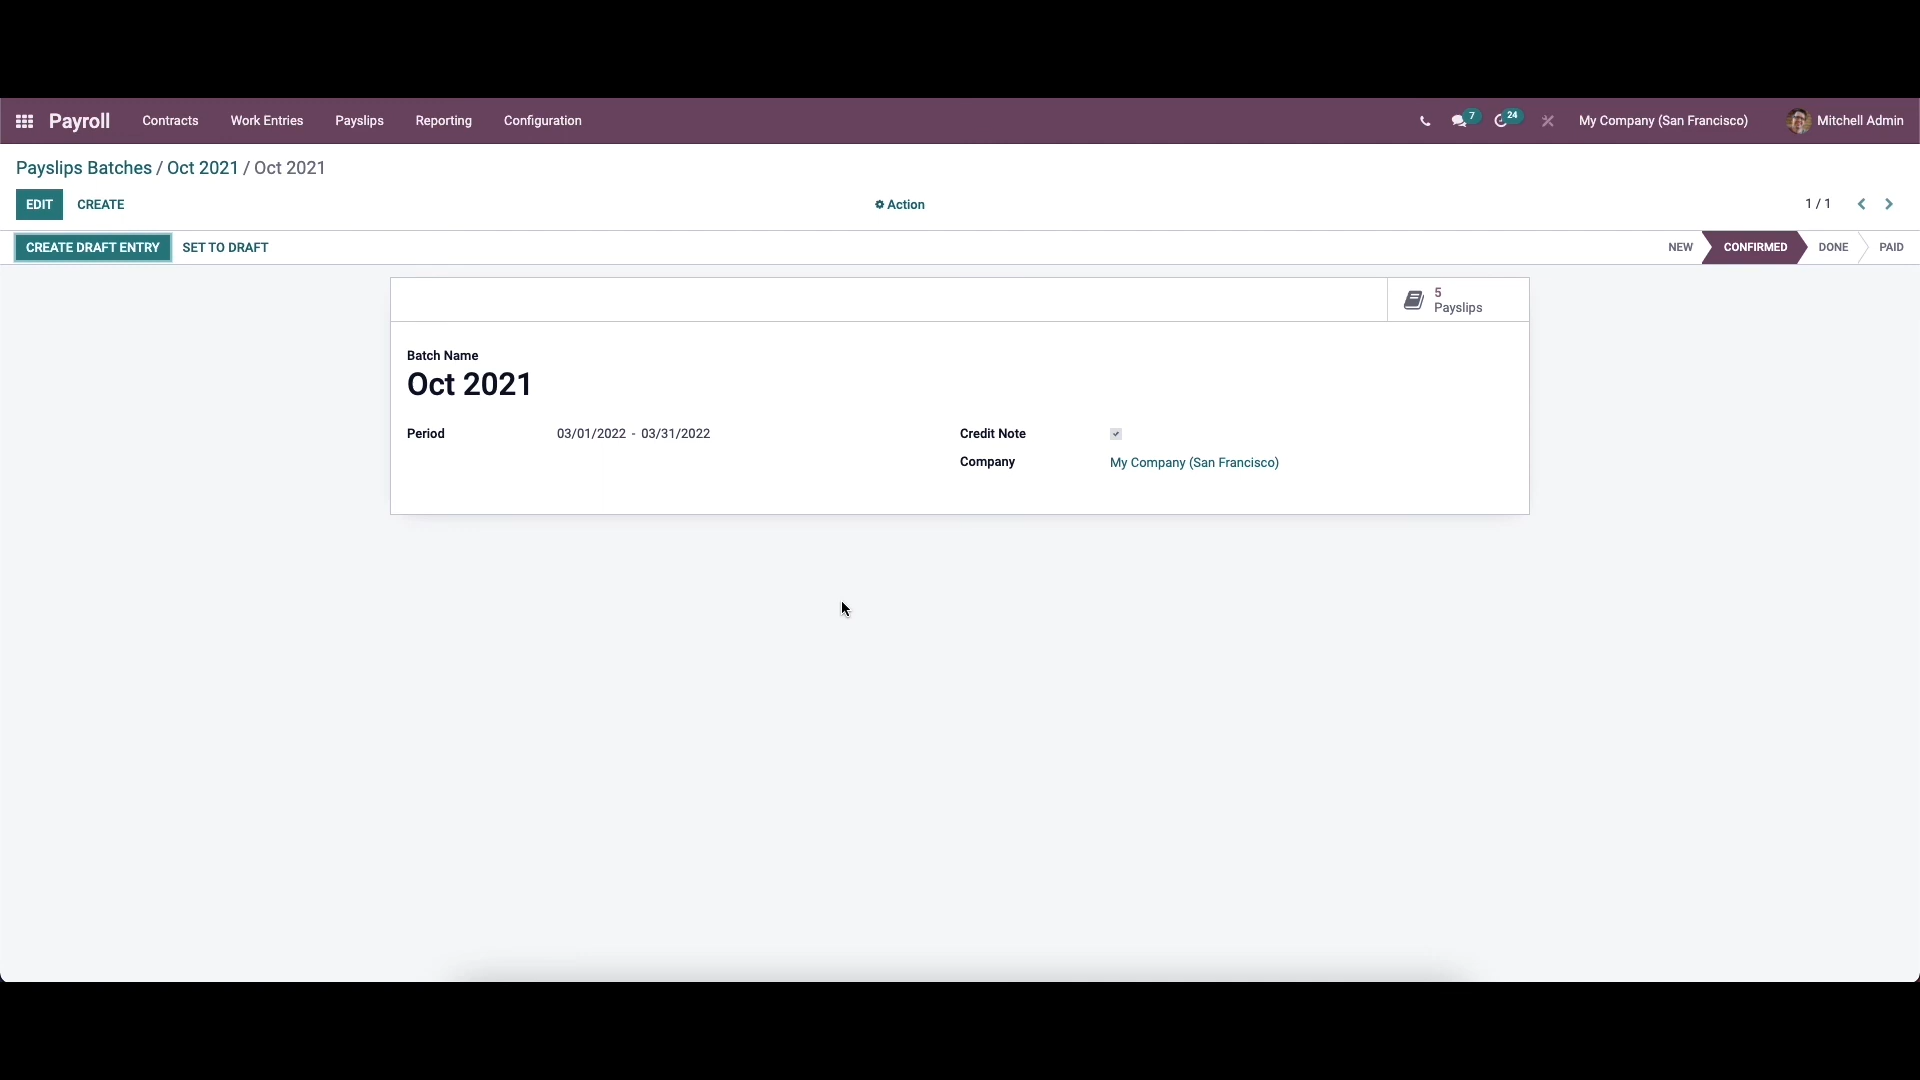 Payroll Contracts Work Entries Payslips Reporting Configuration 7 24 My Company (San Francisco) Mitchell Admin
Payslips Batches / Oct 2021 / Oct 2021
EDIT CREATE Action 1 / 1
CREATE DRAFT ENTRY SET TO DRAFT NEW CONFIRMED DONE PAID
5
Payslips
Batch Name
Oct 2021
Period 03/01/2022 - 03/31/2022 Credit Note
Company My Company (San Francisco)